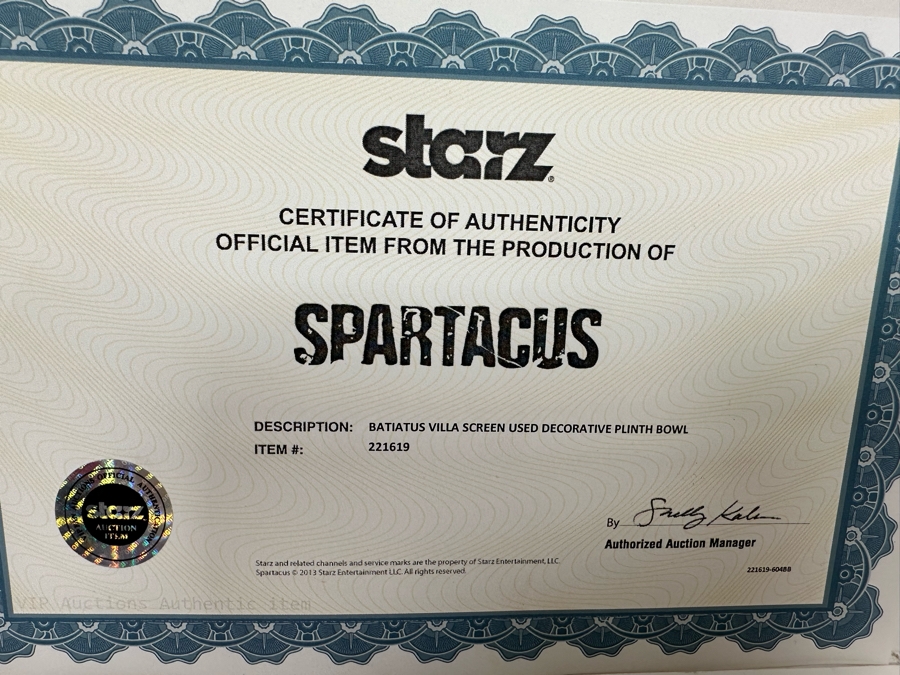 starz®
CERTIFICATE OF AUTHENTICITY
OFFICIAL ITEM FROM THE PRODUCTION OF
SPARTACUS
DESCRIPTION: BATIATUS VILLA SCREEN USED DECORATIVE PLINTH BOWL
ITEM #: 221619
OFFICIAL
starz
AUCTION
ITEM
By
Authorized Auction Manager
Starz and related channels and service marks are the property of Starz Entertainment, LLC.
Spartacus © 2013 Starz Entertainment LLC. All rights reserved.
221619-604BB
VIP Auctions Authentic item